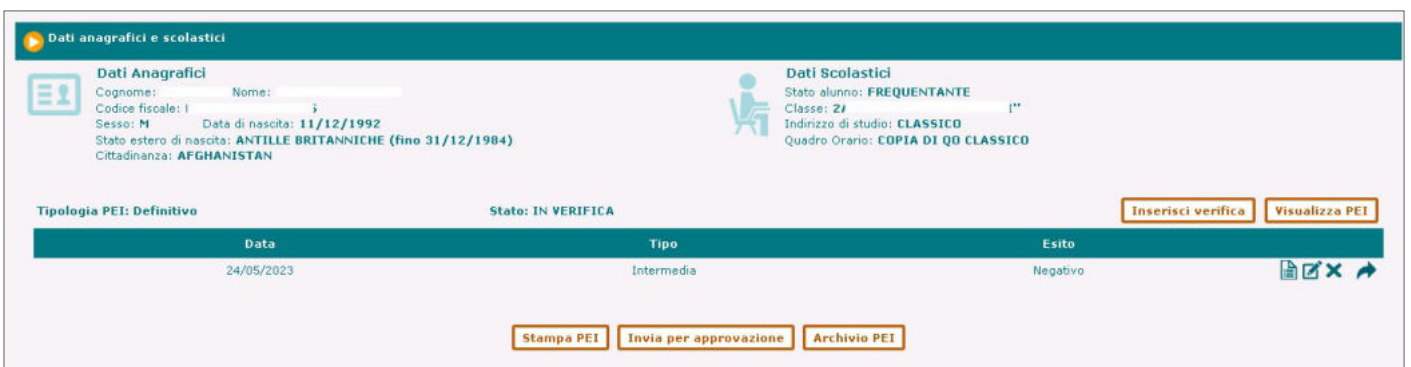 Dati anagrafici e scolastici
Dati Anagrafici
Cognome: Nome:
Codice fiscale:
Sesso: M Data di nascita: 11/12/1992
Stato estero di nascita: ANTILLE BRITANNICHE (fino 31/12/1984)
Cittadinanza: AFGHANISTAN
Dati Scolastici
Stato alunno: FREQUENTANTE
Classe:
Indirizzo di studio: CLASSICO
Quadro Orario: COPIA DI QO CLASSICO
Tipologia PEI: Definitivo Stato: IN VERIFICA Inserisci verifica Visualizza PEI
Data Tipo Esito
24/05/2023 Intermedia Negativo
Stampa PEI Invia per approvazione Archivio PEI